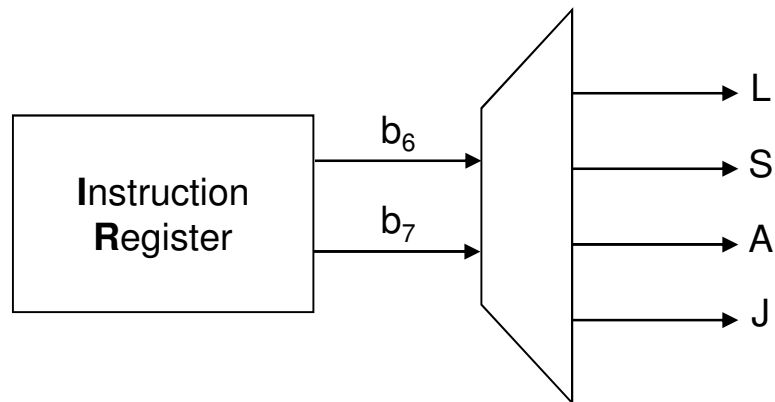 Instruction
Register
b₆
b₇
L
S
A
J